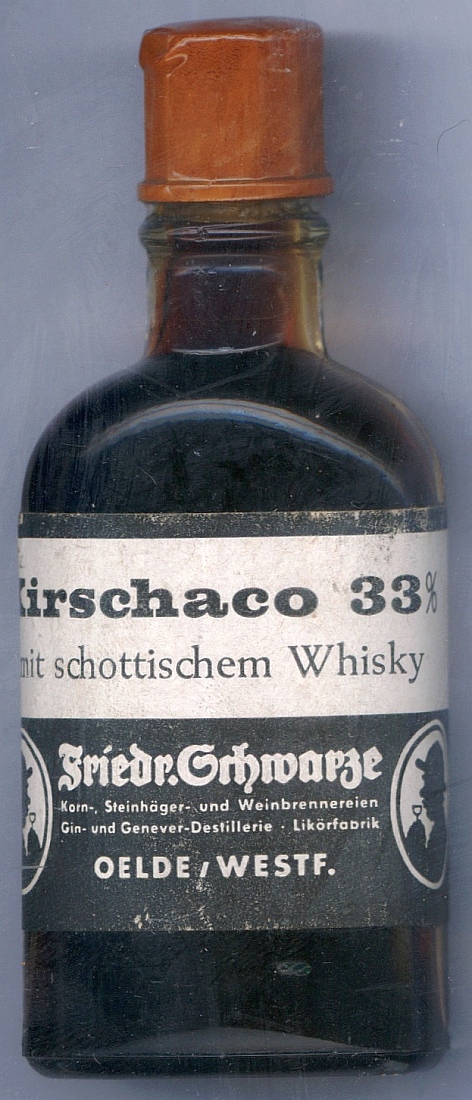 Kirschaco 33%
mit schottischem Whisky
Friedr. Schwarze
Korn-, Steinhäger- und Weinbrennereien
Gin- und Genever-Destillerie · Likörfabrik
OELDE / WESTF.